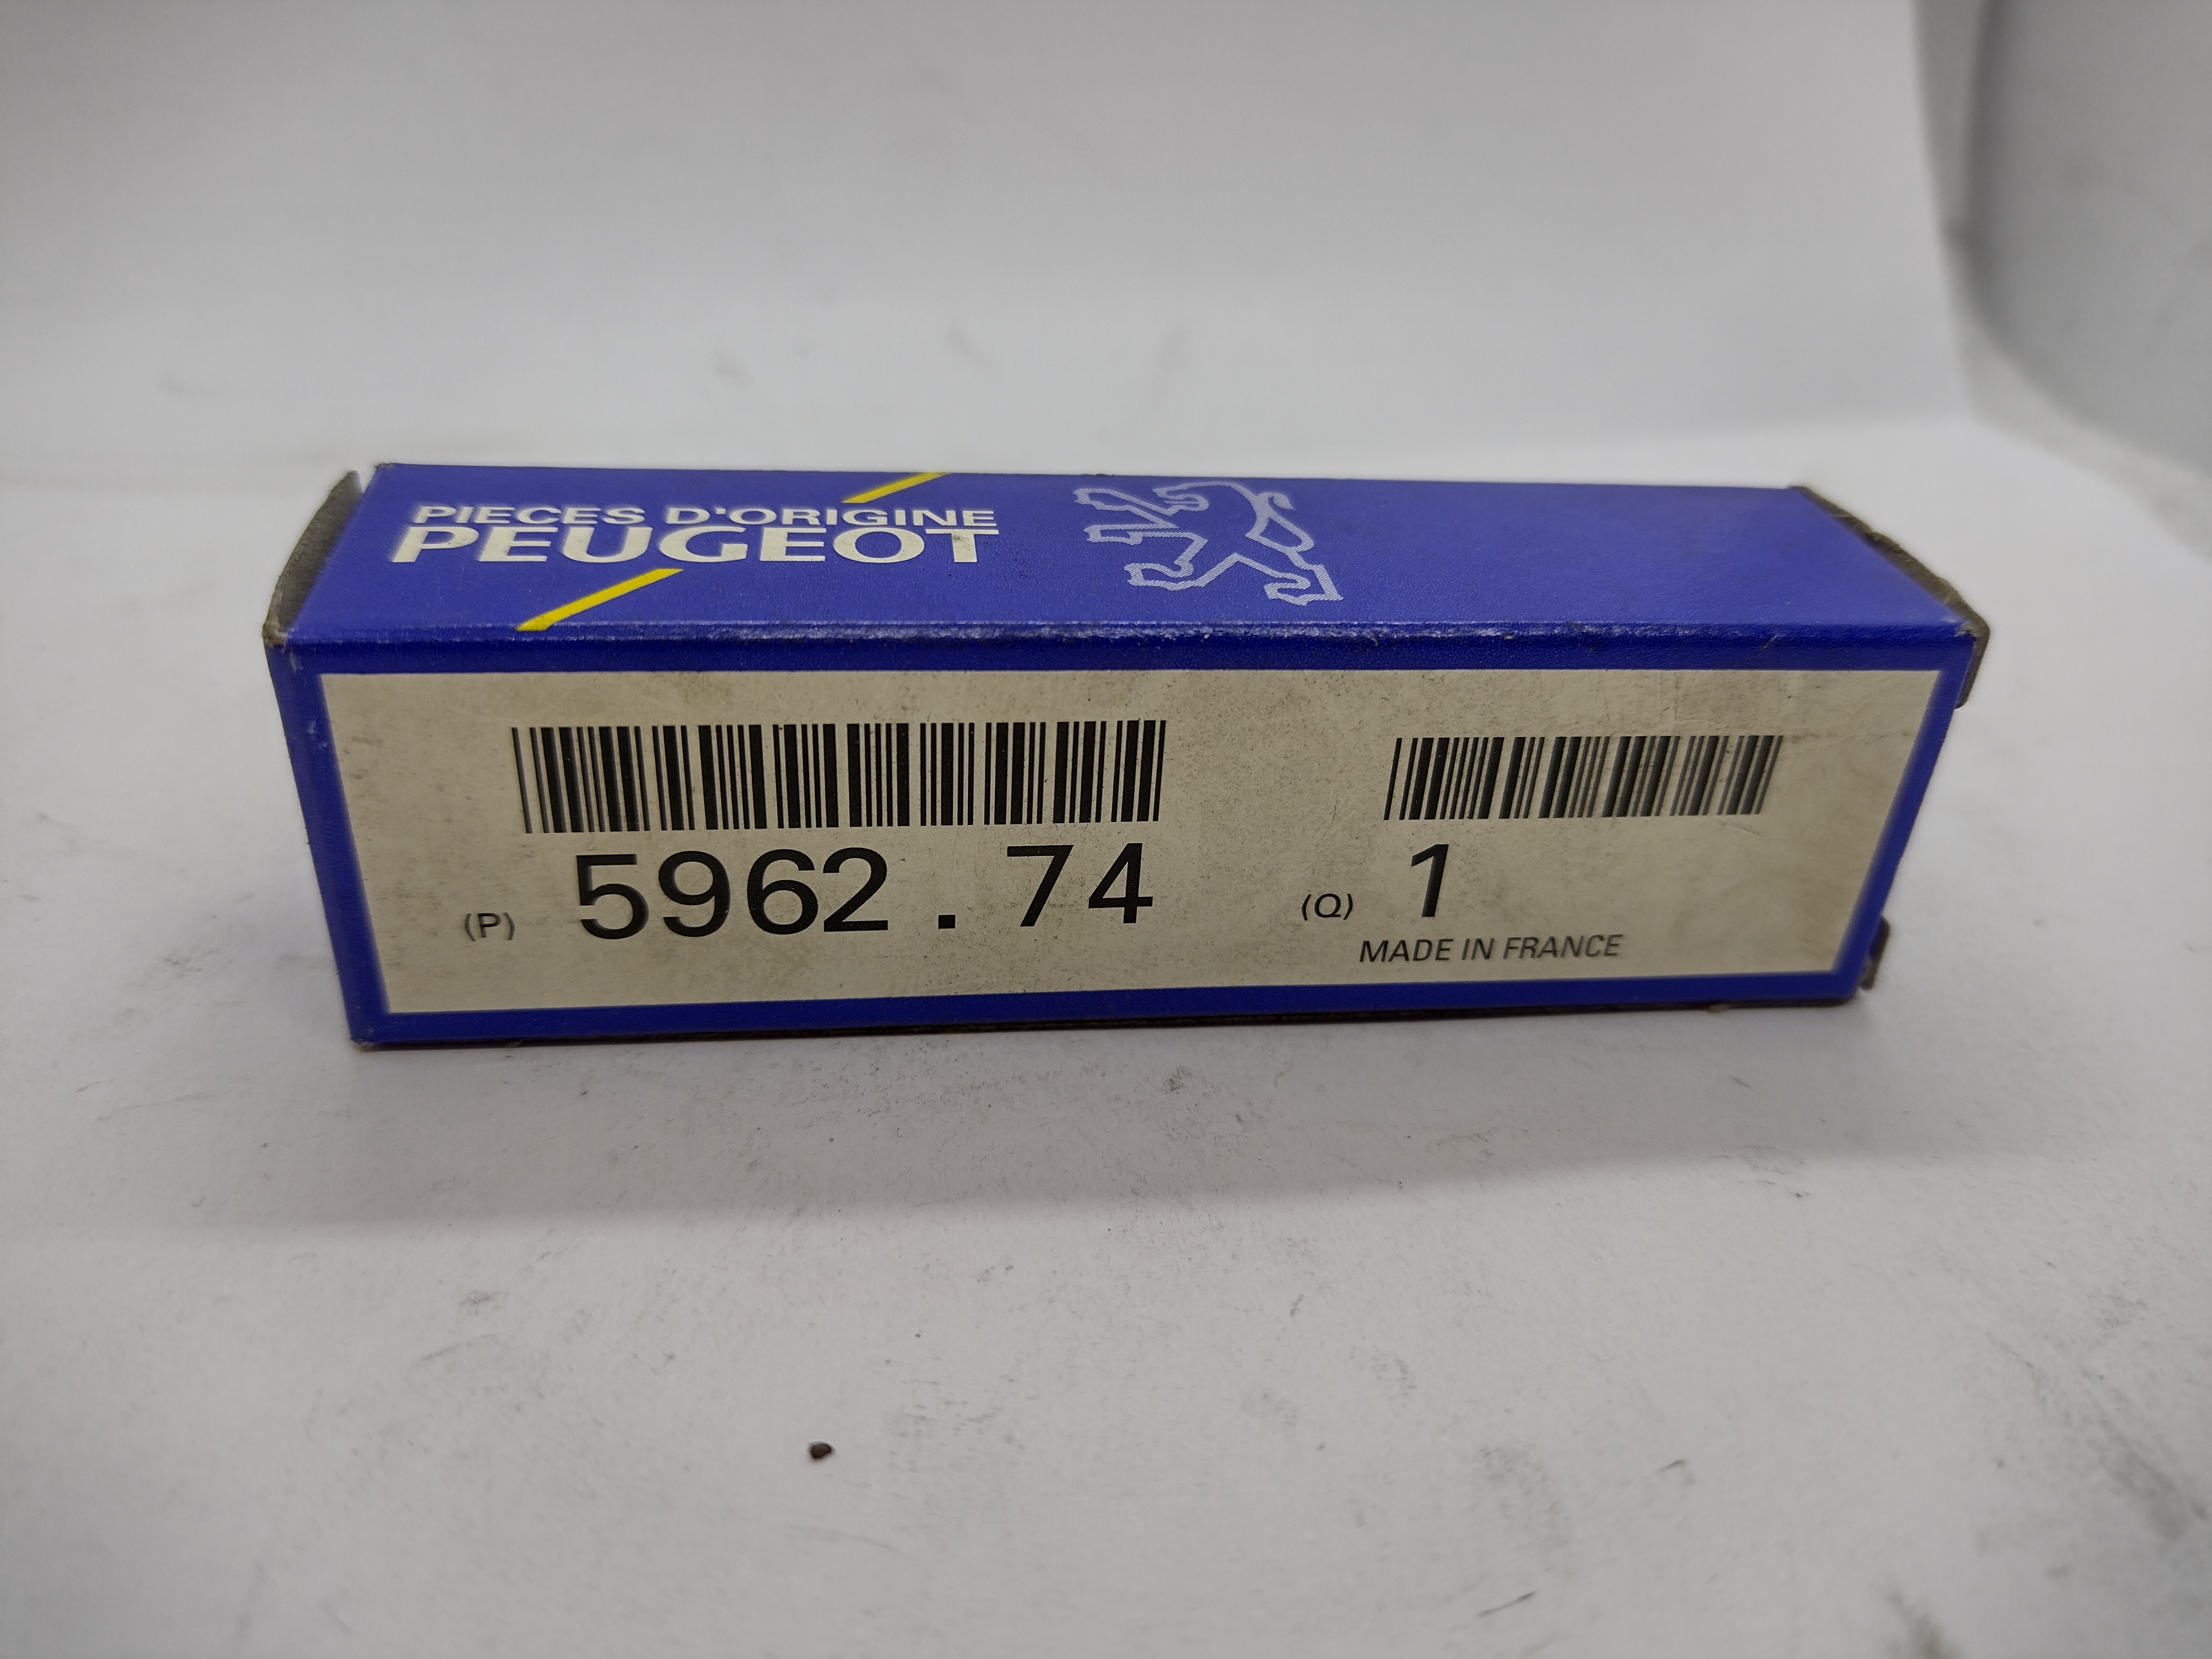 PIECES D'ORIGINE
PEUGEOT
(P) 5962.74 (Q) 1
MADE IN FRANCE